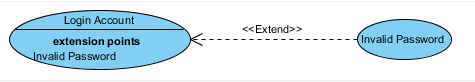 Login Account
extension points
Invalid Password
<<Extend>>
Invalid Password